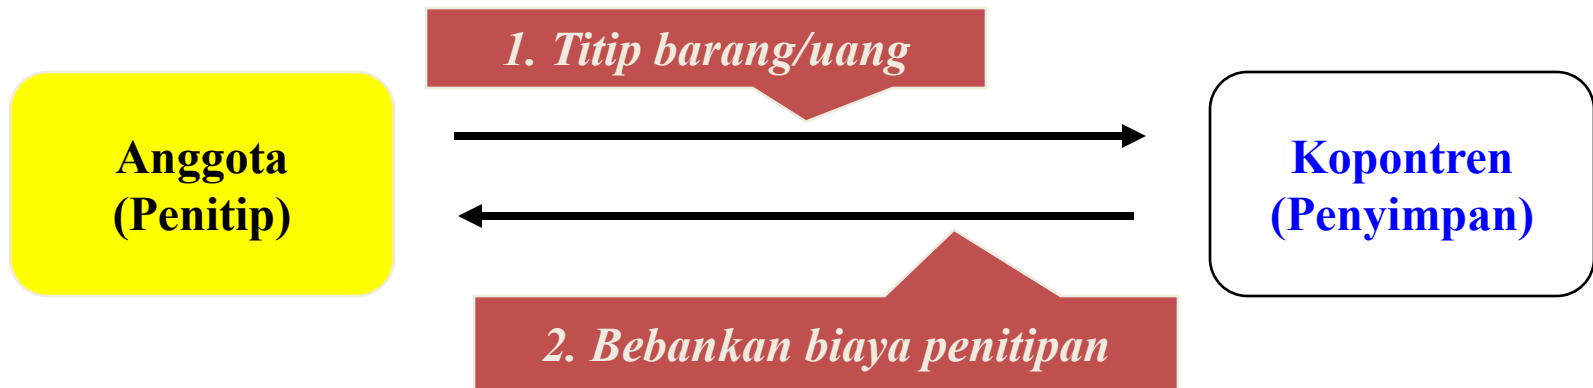 1. Titip barang/uang
Anggota
(Penitip)
Kopontren
(Penyimpan)
2. Bebankan biaya penitipan